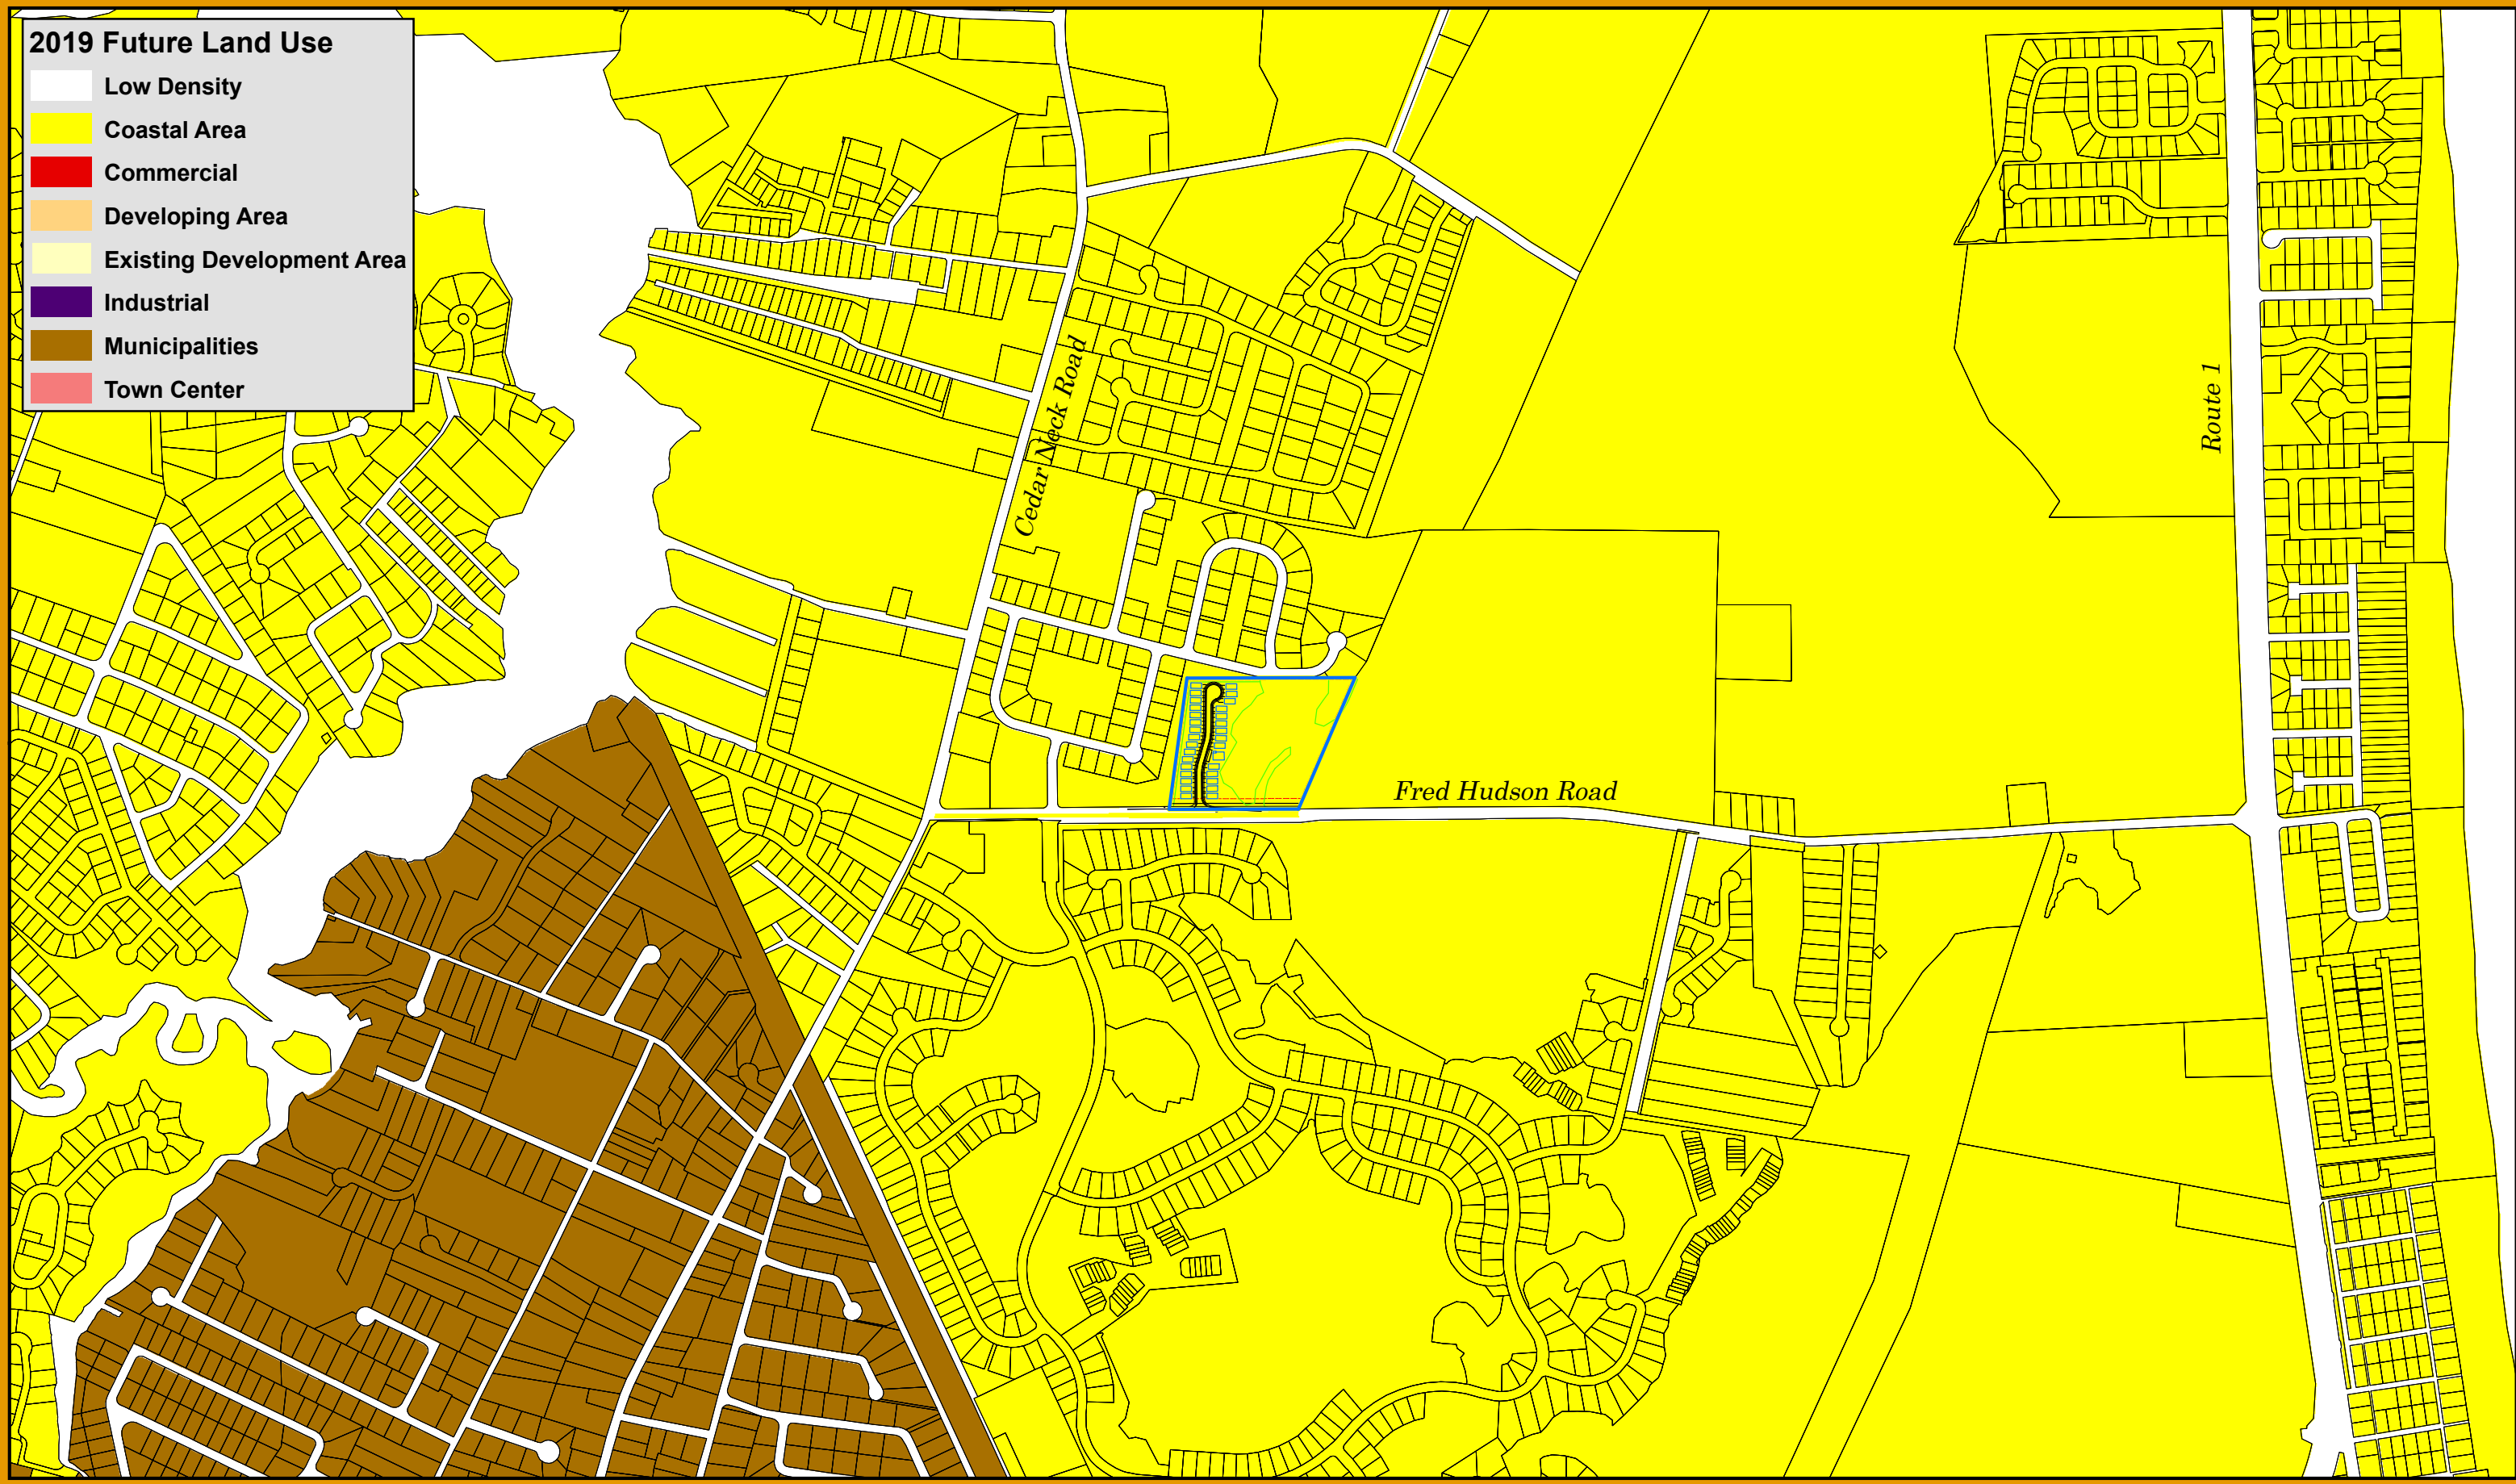 2019 Future Land Use
Low Density
Coastal Area
Commercial
Developing Area
Existing Development Area
Industrial
Municipalities
Town Center
Cedar Neck Road
Route 1
Fred Hudson Road